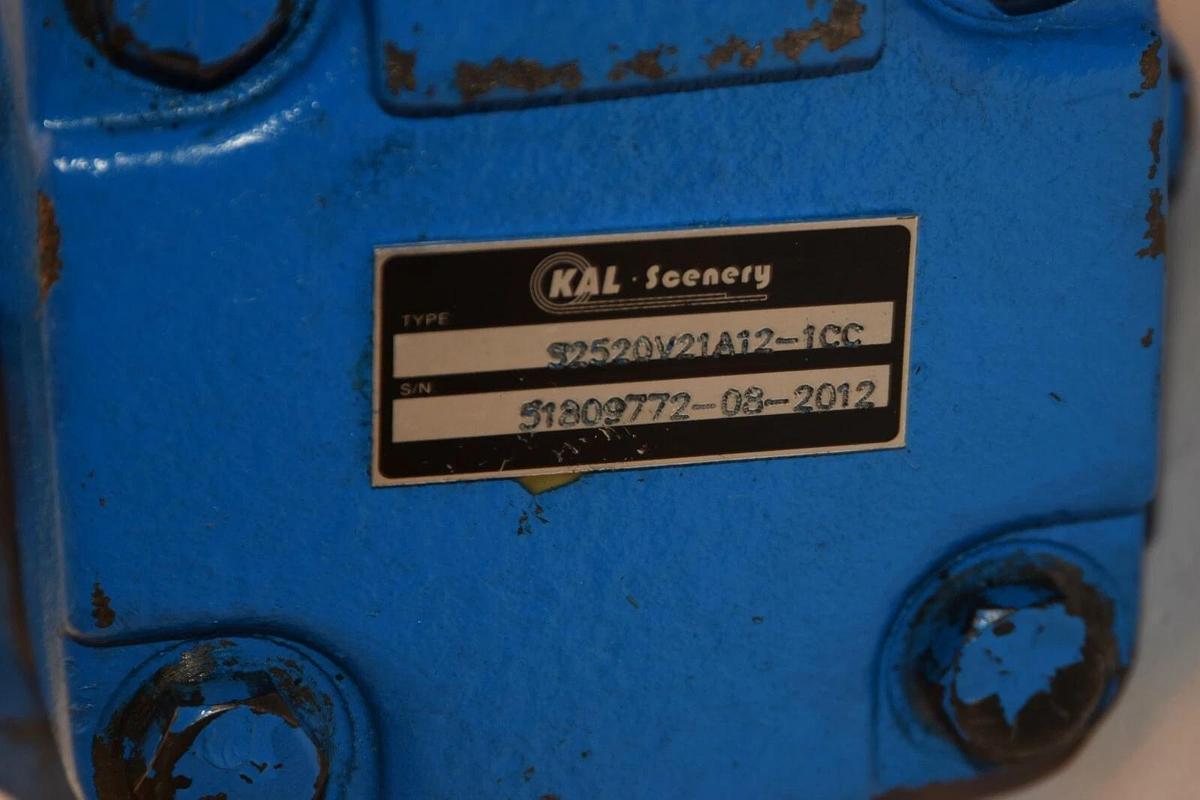 KAL · Scenery
TYPE
S2520V21A12-1CC
S/N
51809772-08-2012